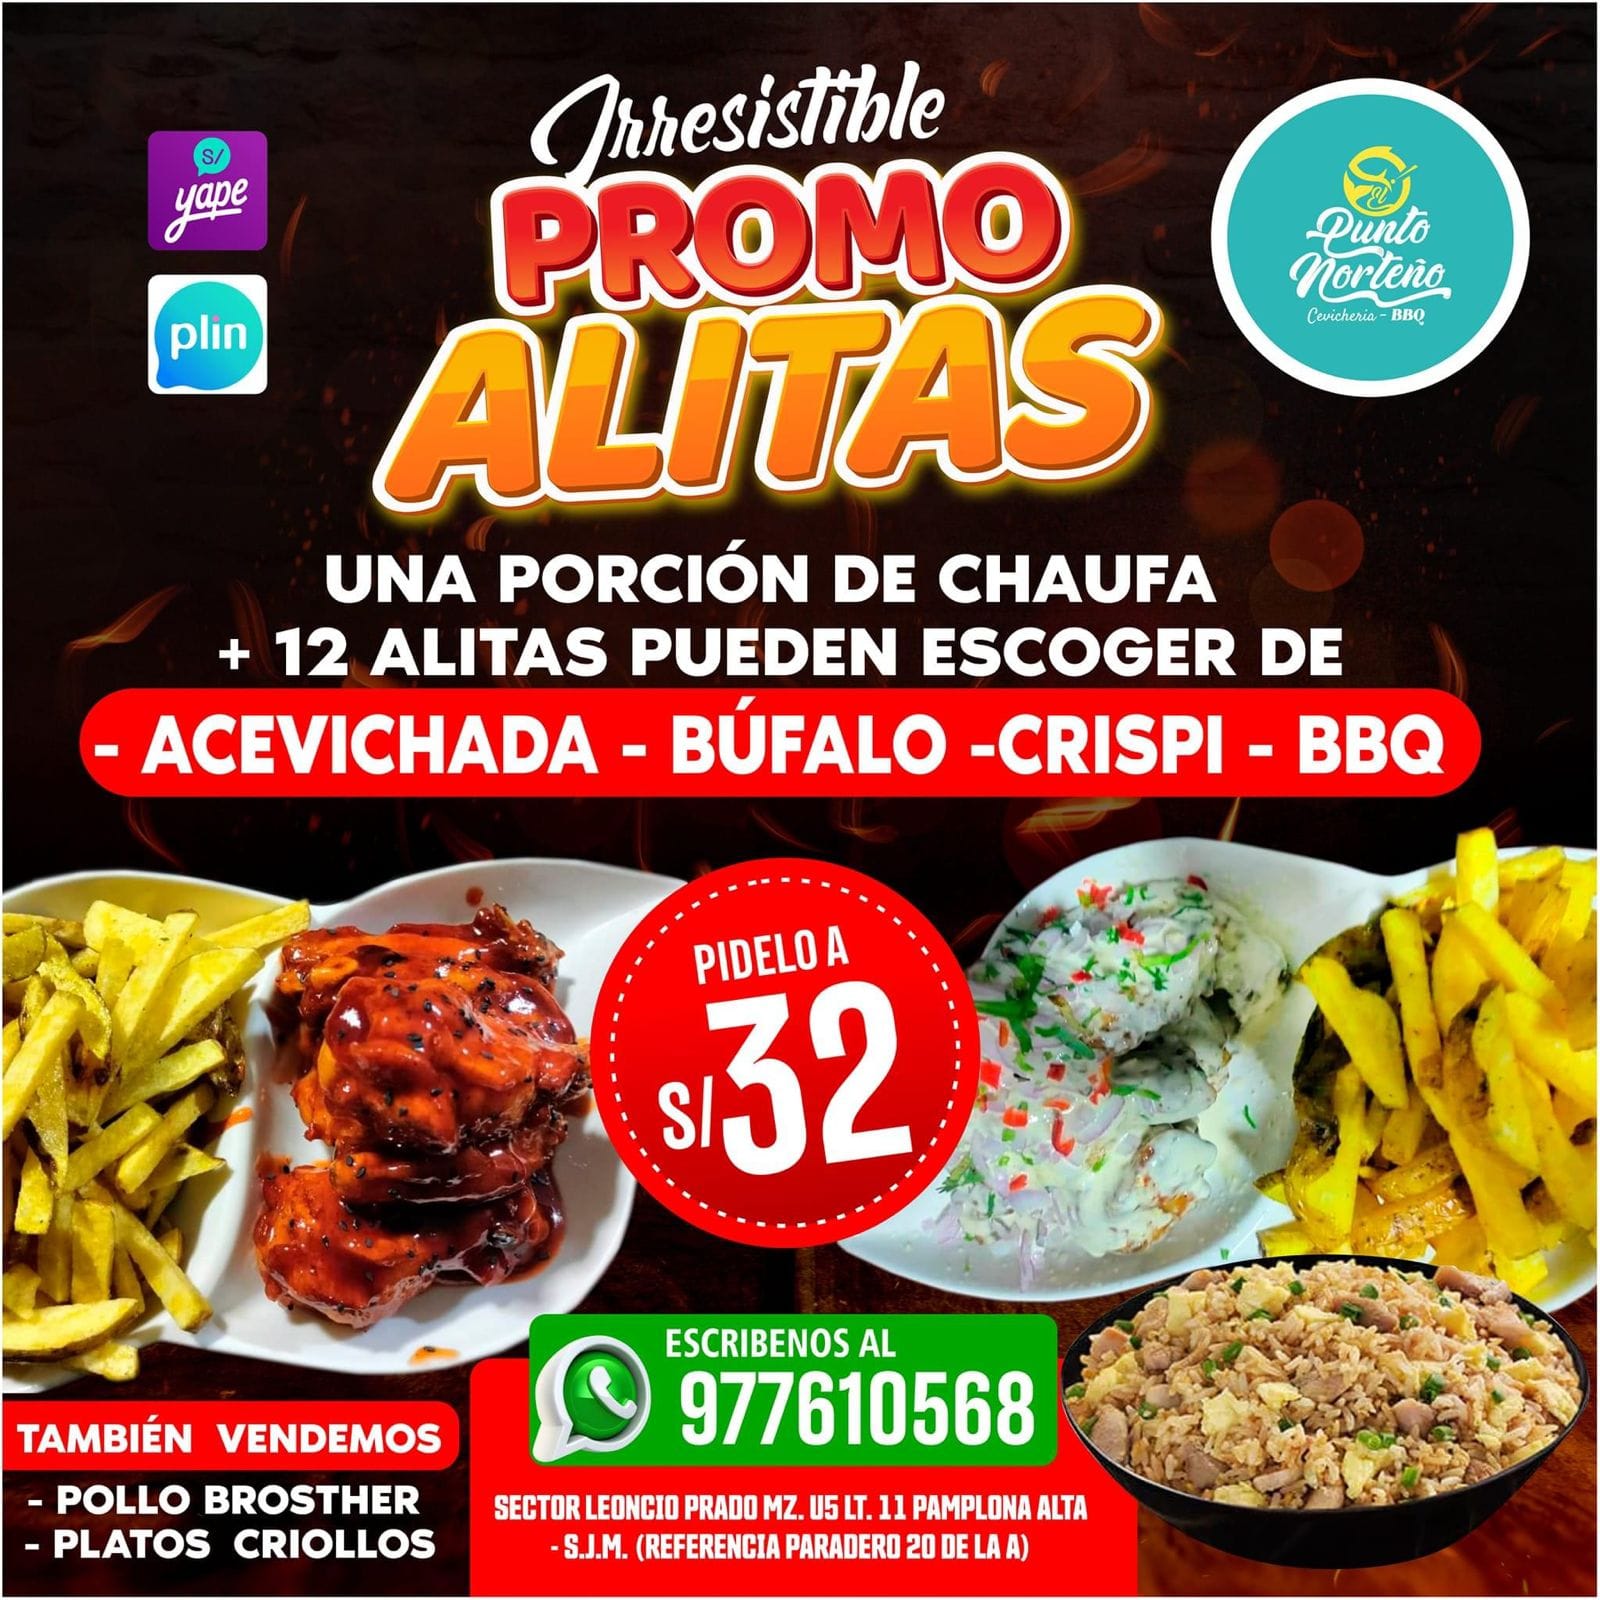 Irresistible
PROMO
ALITAS
S/
yape
plin
El
Punto
Norteño
Cevicheria - BBQ
UNA PORCIÓN DE CHAUFA
+ 12 ALITAS PUEDEN ESCOGER DE
- ACEVICHADA - BÚFALO -CRISPI - BBQ
PIDELO A
S/32
ESCRIBENOS AL
977610568
TAMBIÉN VENDEMOS
- POLLO BROSTHER
- PLATOS CRIOLLOS
SECTOR LEONCIO PRADO MZ. U5 LT. 11 PAMPLONA ALTA
- S.J.M. (REFERENCIA PARADERO 20 DE LA A)